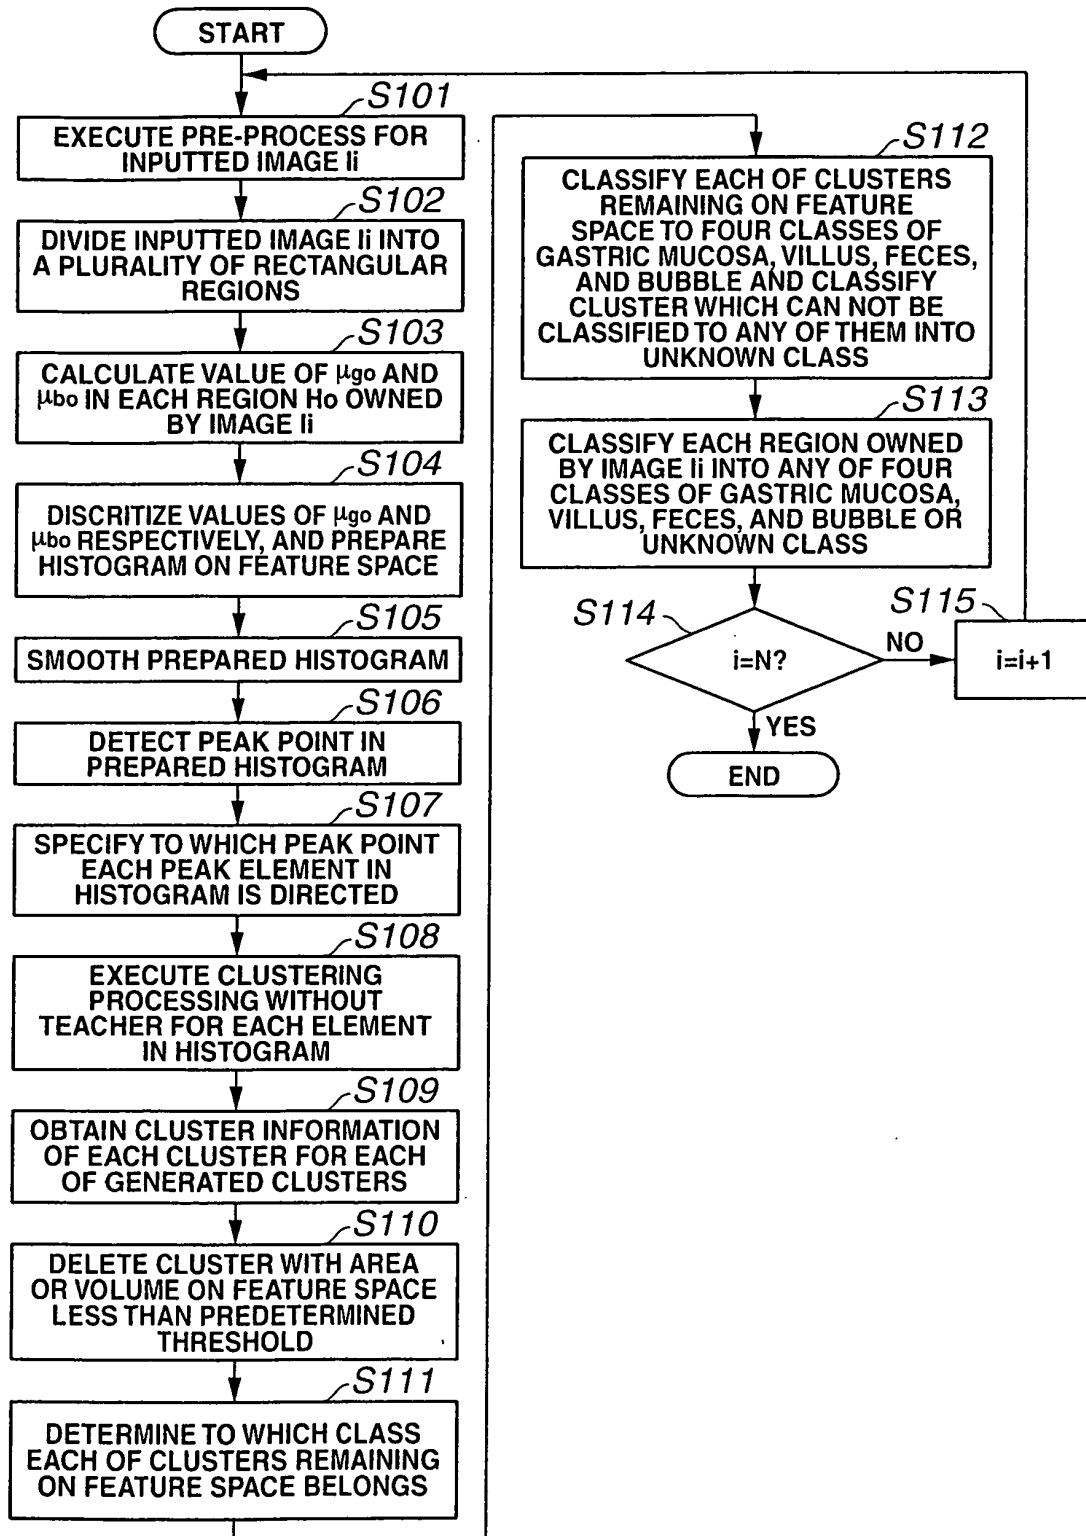 START
S101
EXECUTE PRE-PROCESS FOR
INPUTTED IMAGE Ii
S102
DIVIDE INPUTTED IMAGE Ii INTO
A PLURALITY OF RECTANGULAR
REGIONS
S103
CALCULATE VALUE OF μgo AND
μbo IN EACH REGION Ho OWNED
BY IMAGE Ii
S104
DISCRITIZE VALUES OF μgo AND
μbo RESPECTIVELY, AND PREPARE
HISTOGRAM ON FEATURE SPACE
S105
SMOOTH PREPARED HISTOGRAM
S106
DETECT PEAK POINT IN
PREPARED HISTOGRAM
S107
SPECIFY TO WHICH PEAK POINT
EACH PEAK ELEMENT IN
HISTOGRAM IS DIRECTED
S108
EXECUTE CLUSTERING
PROCESSING WITHOUT
TEACHER FOR EACH ELEMENT
IN HISTOGRAM
S109
OBTAIN CLUSTER INFORMATION
OF EACH CLUSTER FOR EACH
OF GENERATED CLUSTERS
S110
DELETE CLUSTER WITH AREA
OR VOLUME ON FEATURE SPACE
LESS THAN PREDETERMINED
THRESHOLD
S111
DETERMINE TO WHICH CLASS
EACH OF CLUSTERS REMAINING
ON FEATURE SPACE BELONGS
S112
CLASSIFY EACH OF CLUSTERS
REMAINING ON FEATURE
SPACE TO FOUR CLASSES OF
GASTRIC MUCOSA, VILLUS, FECES,
AND BUBBLE AND CLASSIFY
CLUSTER WHICH CAN NOT BE
CLASSIFIED TO ANY OF THEM INTO
UNKNOWN CLASS
S113
CLASSIFY EACH REGION OWNED
BY IMAGE Ii INTO ANY OF FOUR
CLASSES OF GASTRIC MUCOSA,
VILLUS, FECES, AND BUBBLE OR
UNKNOWN CLASS
S114
i=N?
NO
S115
i=i+1
YES
END